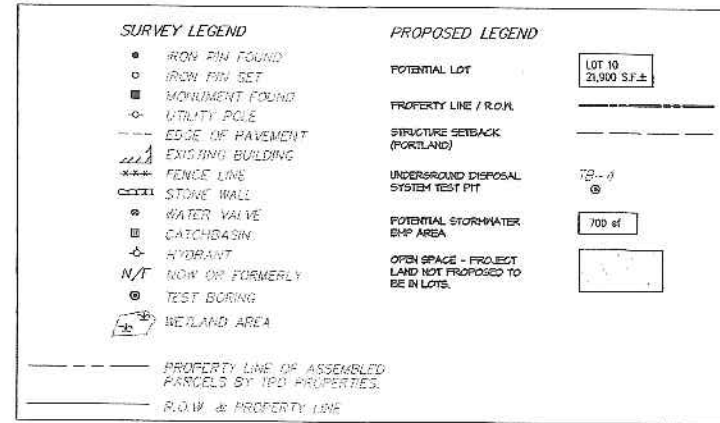 SURVEY LEGEND
IRON PIN FOUND
IRON PIN SET
MONUMENT FOUND
UTILITY POLE
EDGE OF PAVEMENT
EXISTING BUILDING
FENCE LINE
STONE WALL
WATER VALVE
CATCHBASIN
HYDRANT
N/F NOW OR FORMERLY
TEST BORING
WETLAND AREA
PROPERTY LINE OF ASSEMBLED
PARCELS BY TPD PROPERTIES.
R.O.W. & PROPERTY LINE
PROPOSED LEGEND
POTENTIAL LOT
LOT 10
21,900 S.F.±
PROPERTY LINE / R.O.W.
STRUCTURE SETBACK
(PORTLAND)
UNDERGROUND DISPOSAL
SYSTEM TEST PIT
POTENTIAL STORMWATER
BMP AREA
700 sf
OPEN SPACE - PROJECT
LAND NOT PROPOSED TO
BE IN LOTS.